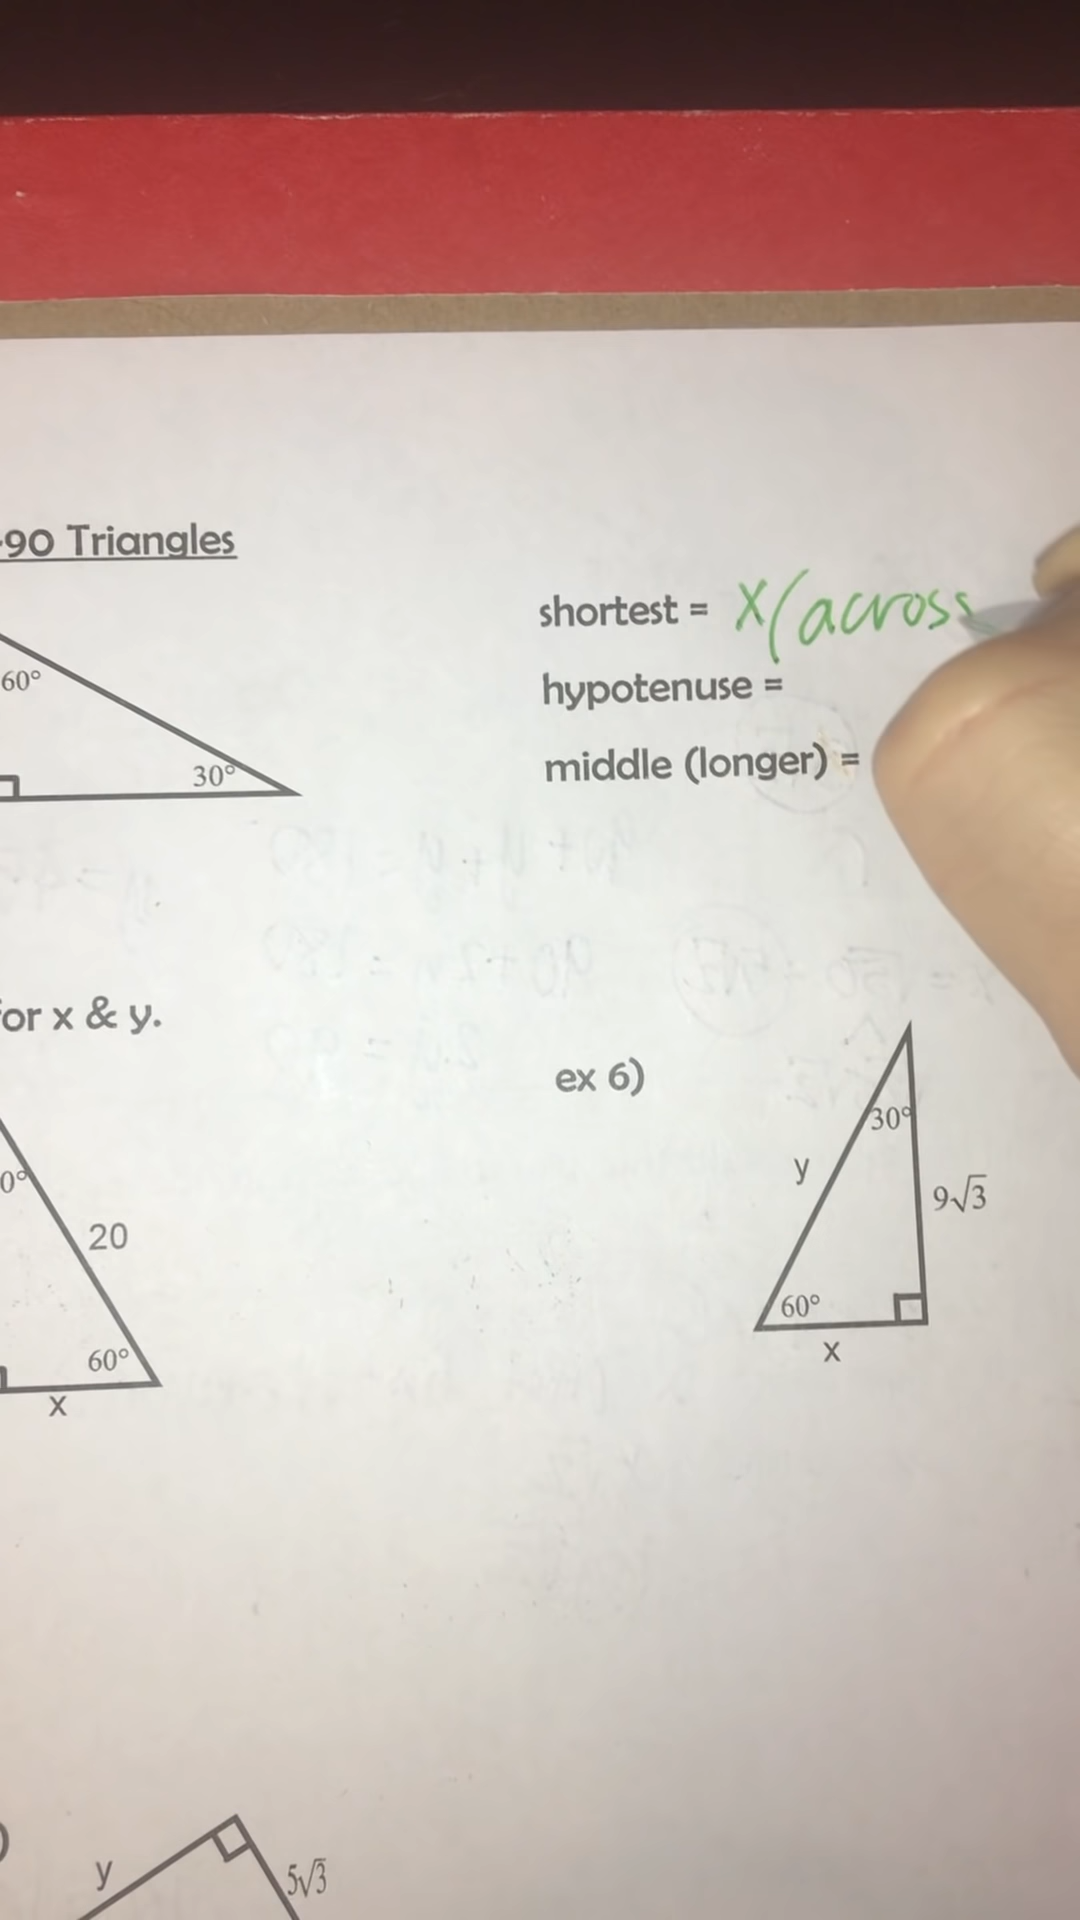 -90 Triangles
shortest = x (across
60°
hypotenuse =
middle (longer) =
30°
for x & y.
ex 6)
30°
y
9√3
0°
20
60°
60°
x
x
y
5√3